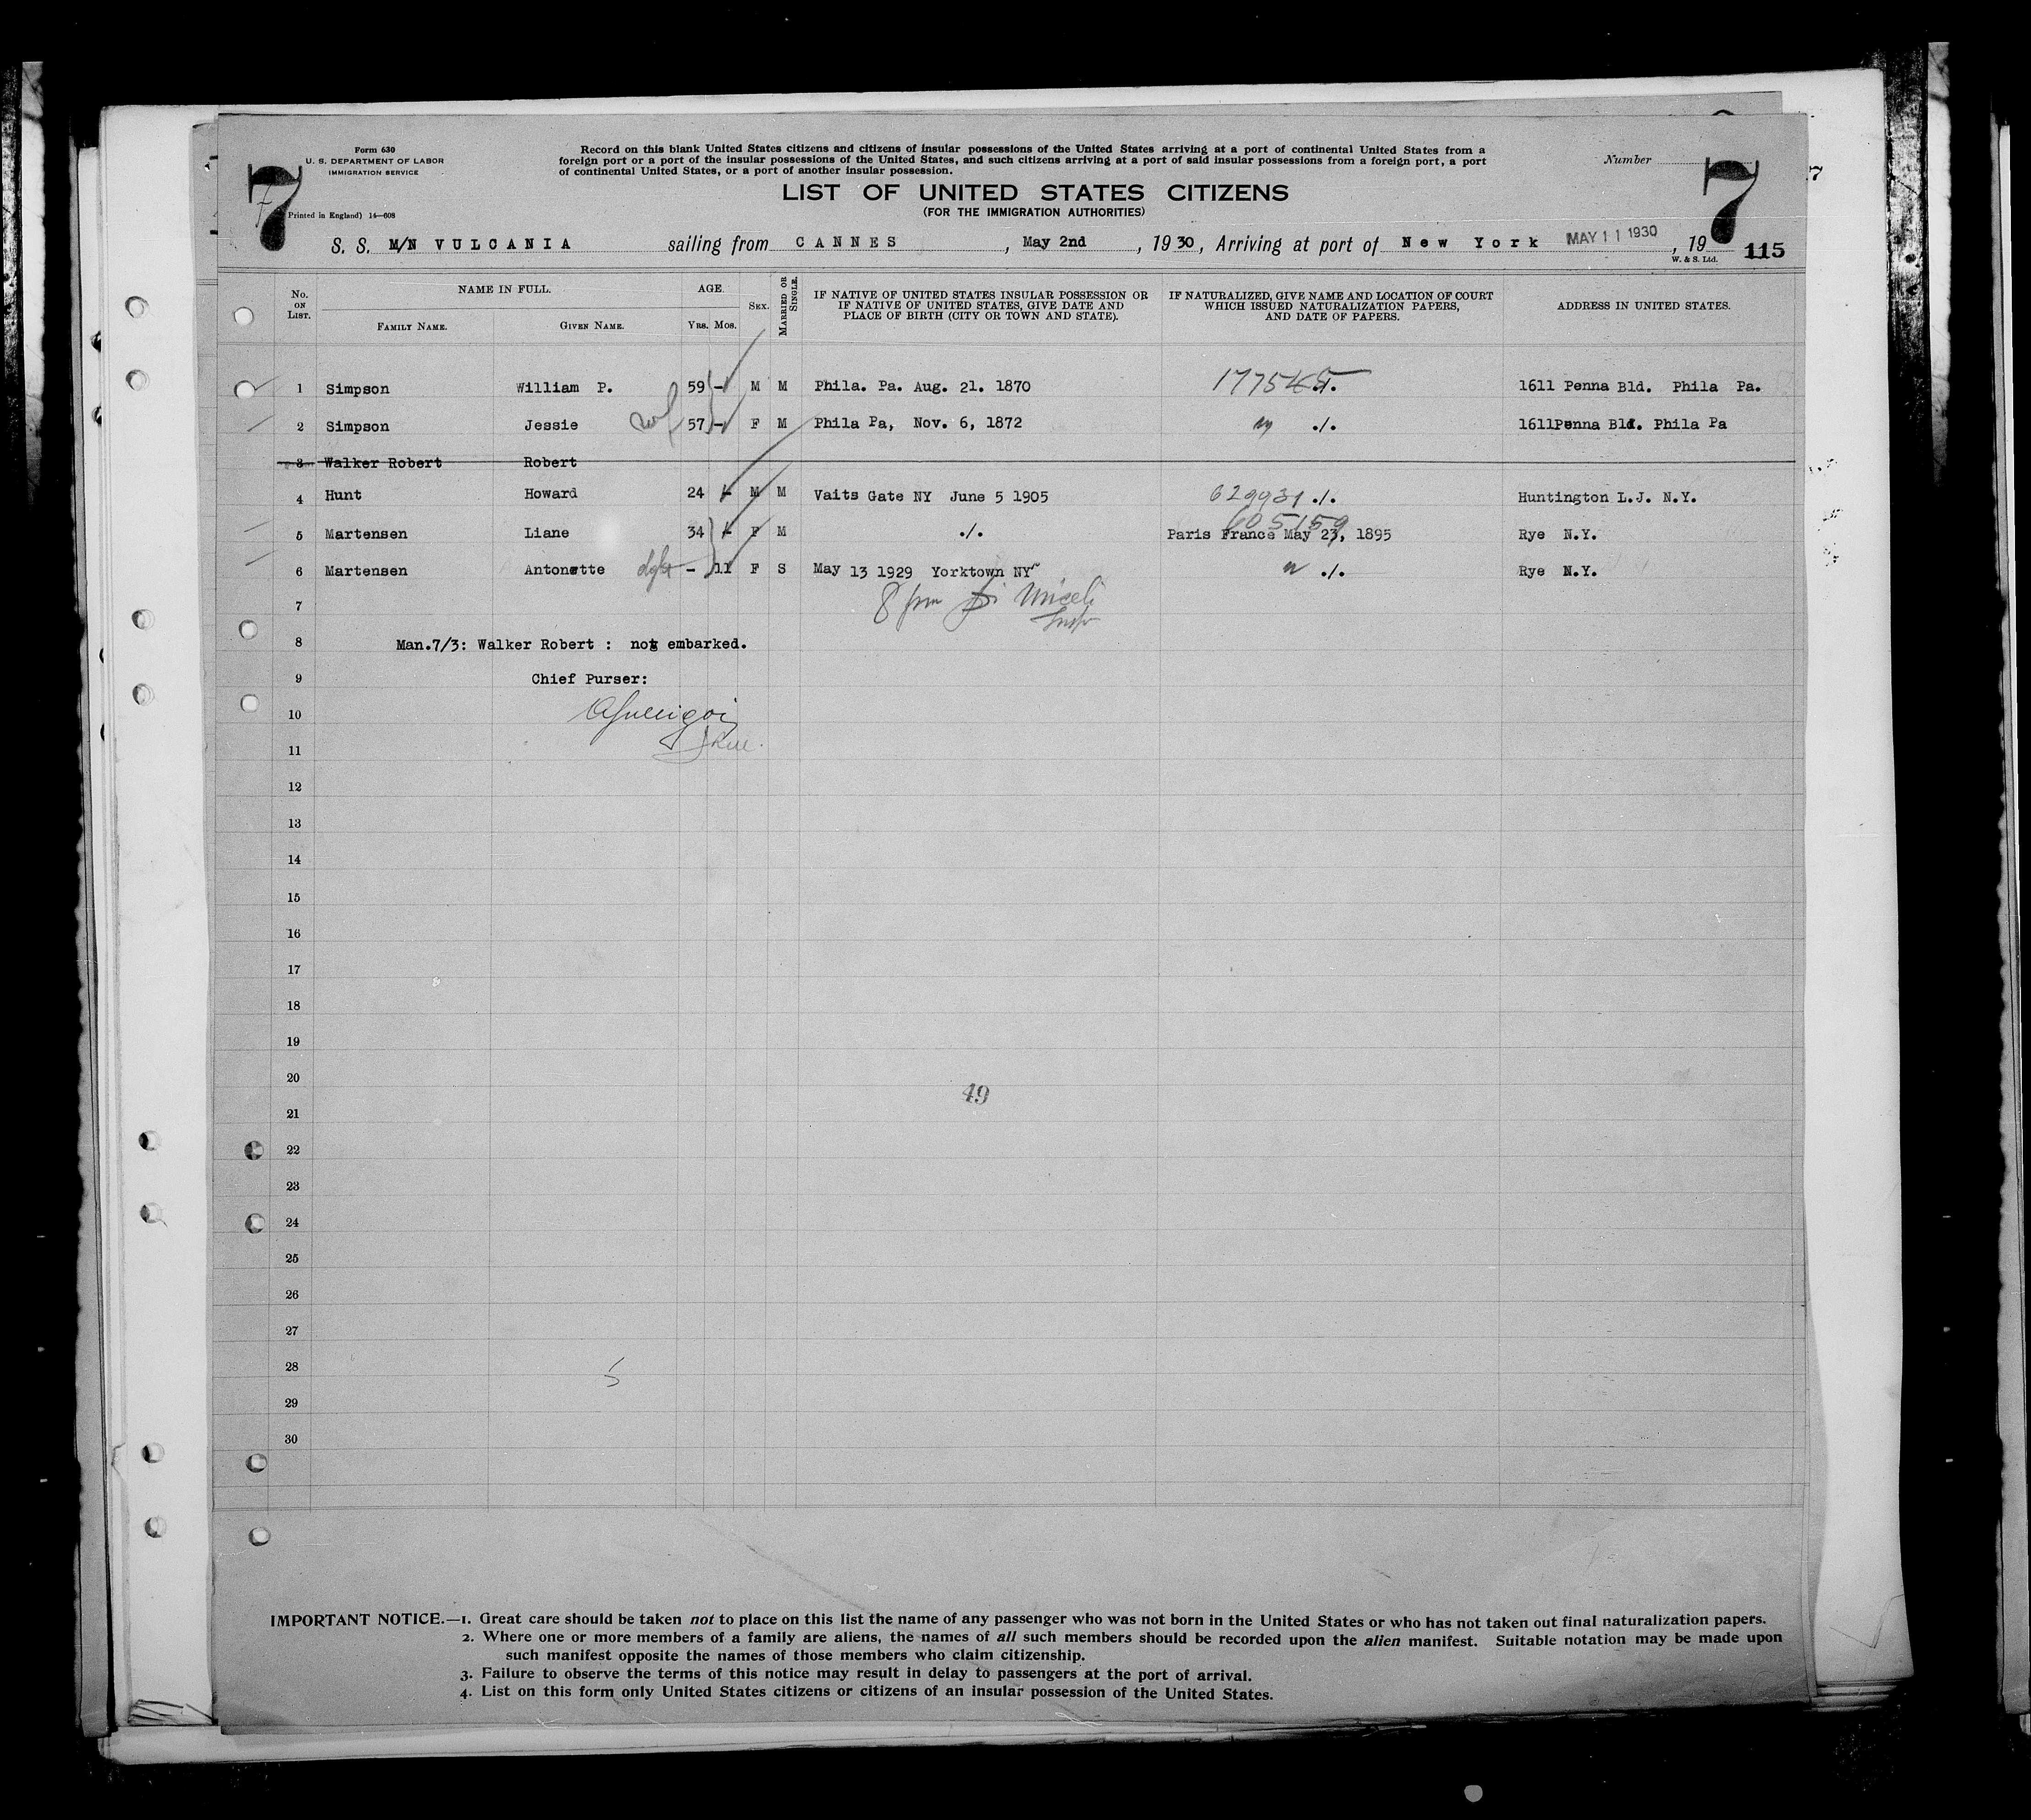 Form 630
U. S. DEPARTMENT OF LABOR
IMMIGRATION SERVICE
Printed in England) 14—608
7
7
Record on this blank United States citizens and citizens of insular possessions of the United States arriving at a port of continental United States from a
foreign port or a port of the insular possessions of the United States, and such citizens arriving at a port of said insular possessions from a foreign port, a port
of continental United States, or a port of another insular possession.
Number
LIST OF UNITED STATES CITIZENS
(FOR THE IMMIGRATION AUTHORITIES)
S. S. M/N VULCANIA sailing from CANNES, May 2nd, 1930, Arriving at port of New York MAY 11 1930, 19
W. & S. Ltd.
115
No. ON LIST.
NAME IN FULL.
FAMILY NAME.
GIVEN NAME.
AGE.
YRS. MOS.
SEX.
MARRIED OR SINGLE.
IF NATIVE OF UNITED STATES INSULAR POSSESSION OR
IF NATIVE OF UNITED STATES, GIVE DATE AND
PLACE OF BIRTH (CITY OR TOWN AND STATE).
IF NATURALIZED, GIVE NAME AND LOCATION OF COURT
WHICH ISSUED NATURALIZATION PAPERS,
AND DATE OF PAPERS.
ADDRESS IN UNITED STATES.
1 Simpson William P. 59 - M M Phila. Pa. Aug. 21. 1870 1611 Penna Bld. Phila Pa.
2 Simpson Jessie wf 57 - F M Phila Pa, Nov. 6, 1872 " ./. 1611Penna Bld. Phila Pa
3 Walker Robert Robert
4 Hunt Howard 24 - M M Vaits Gate NY June 5 1905 629931 ./. Huntington L.J. N.Y.
605159
5 Martensen Liane 34 - F M ./. Paris France May 23, 1895 Rye N.Y.
6 Martensen Antonette - 11 F S May 13 1929 Yorktown NY " ./. Rye N.Y.
7
8 pm Miceli
Insp
8 Man.7/3: Walker Robert : not embarked.
9 Chief Purser:
10
11
12
13
14
15
16
17
18
19
20
49
21
22
23
24
25
26
27
28
29
30
IMPORTANT NOTICE.—1. Great care should be taken not to place on this list the name of any passenger who was not born in the United States or who has not taken out final naturalization papers.
2. Where one or more members of a family are aliens, the names of all such members should be recorded upon the alien manifest. Suitable notation may be made upon
such manifest opposite the names of those members who claim citizenship.
3. Failure to observe the terms of this notice may result in delay to passengers at the port of arrival.
4. List on this form only United States citizens or citizens of an insular possession of the United States.